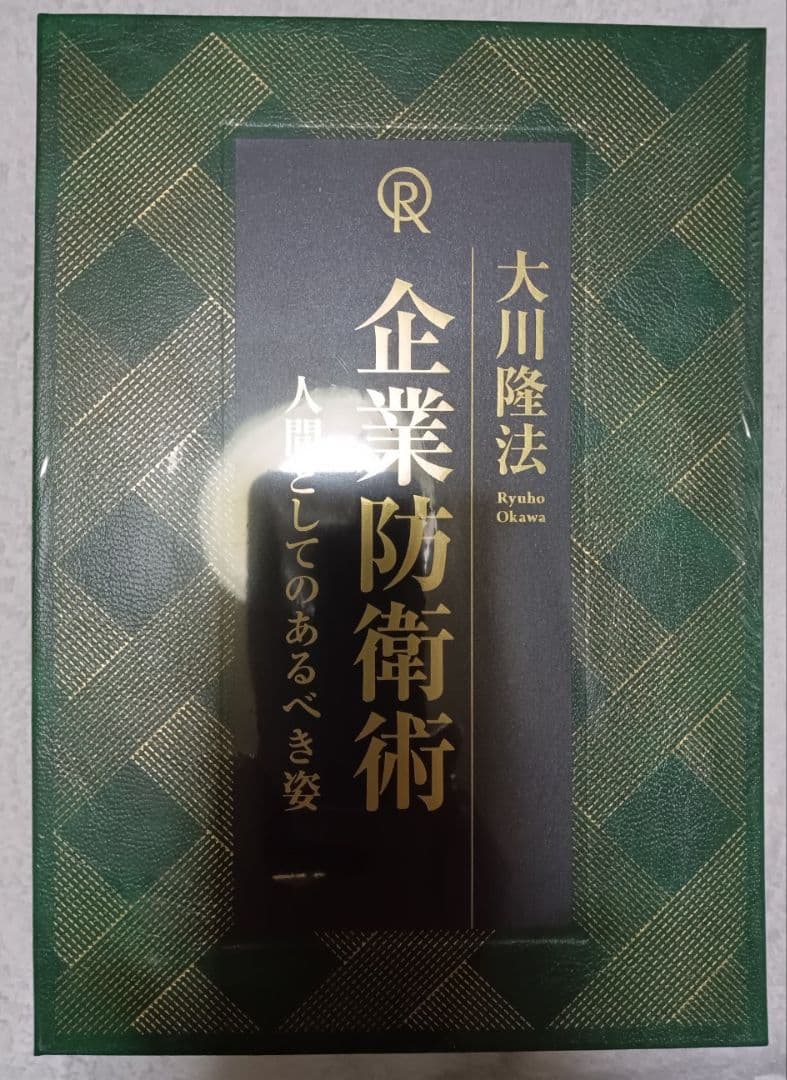 大川隆法
Ryuho
Okawa
企業防衛術
人間としてのあるべき姿